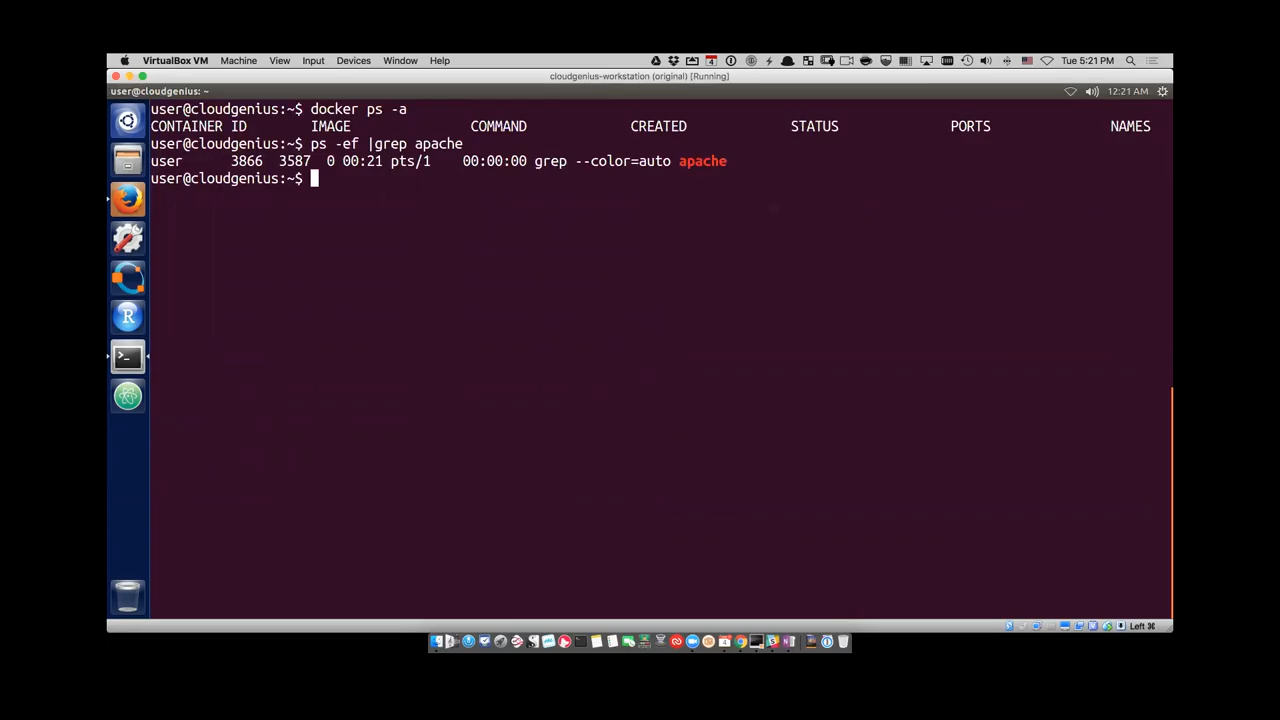 VirtualBox VM Machine View Input Devices Window Help Tue 5:21 PM
cloudgenius-workstation (original) [Running]
user@cloudgenius: ~ 12:21 AM
user@cloudgenius:~$ docker ps -a
CONTAINER ID IMAGE COMMAND CREATED STATUS PORTS NAMES
user@cloudgenius:~$ ps -ef |grep apache
user 3866 3587 0 00:21 pts/1 00:00:00 grep --color=auto apache
user@cloudgenius:~$
R
>_
Left ⌘